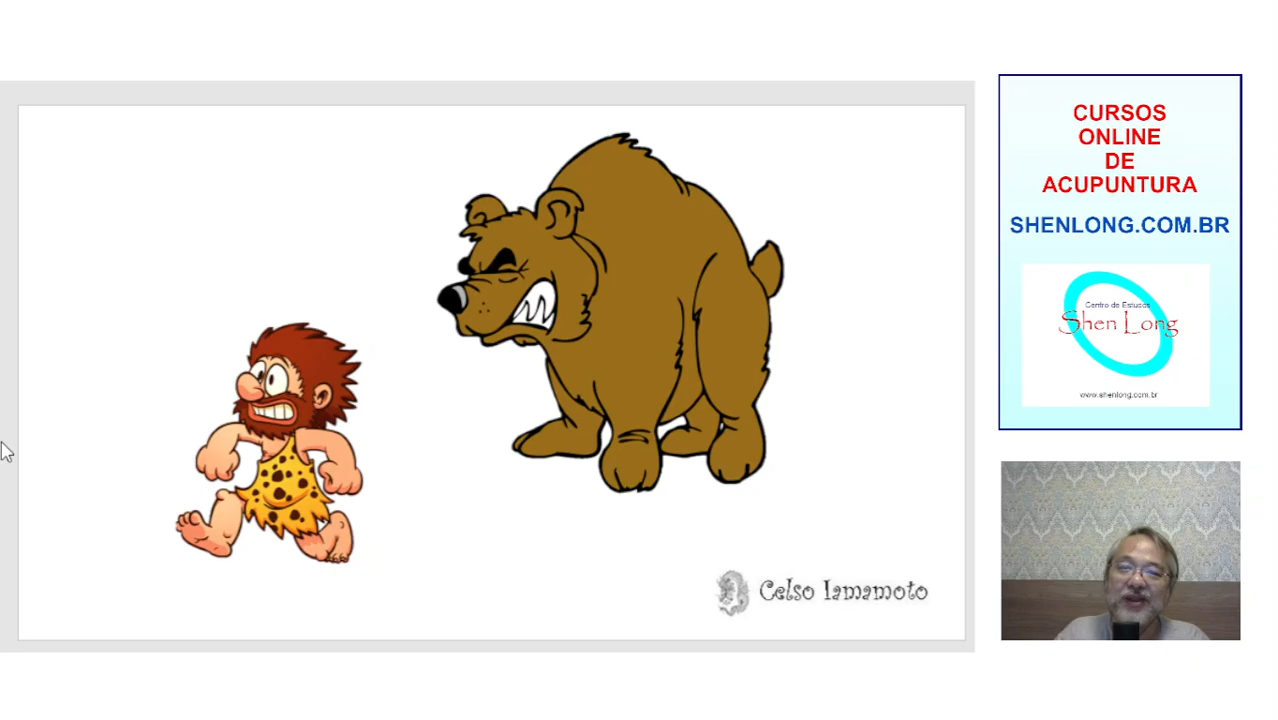 CURSOS
ONLINE
DE
ACUPUNTURA
SHENLONG.COM.BR
Centro de Estudos
Shen Long
www.shenlong.com.br
Celso Iamamoto